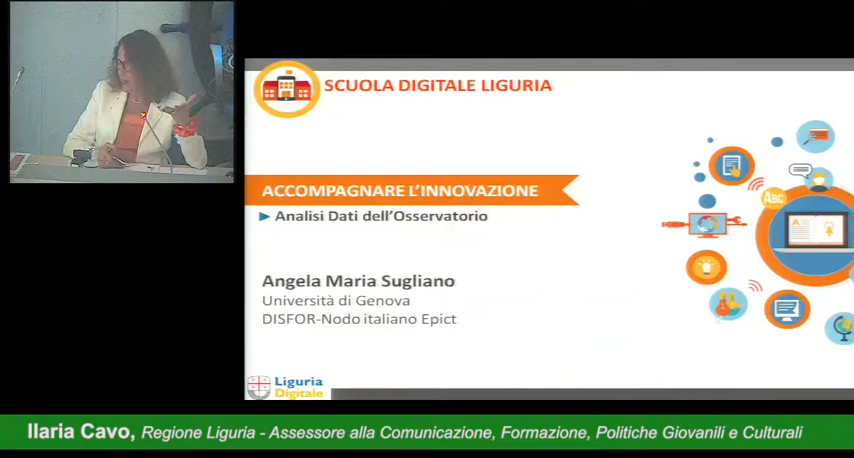 SCUOLA DIGITALE LIGURIA
ABC
A
ACCOMPAGNARE L'INNOVAZIONE
Analisi Dati dell'Osservatorio
Angela Maria Sugliano
Università di Genova
DISFOR-Nodo italiano Epict
Liguria
Digitale
Ilaria Cavo, Regione Liguria - Assessore alla Comunicazione, Formazione, Politiche Giovanili e Culturali